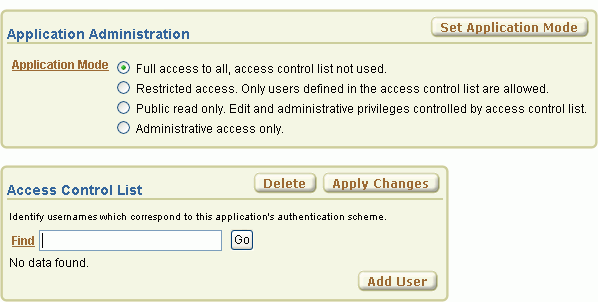 Application Administration
Set Application Mode
Application Mode
Full access to all, access control list not used.
Restricted access. Only users defined in the access control list are allowed.
Public read only. Edit and administrative privileges controlled by access control list.
Administrative access only.
Access Control List
Delete
Apply Changes
Identify usernames which correspond to this application's authentication scheme.
Find
Go
No data found.
Add User